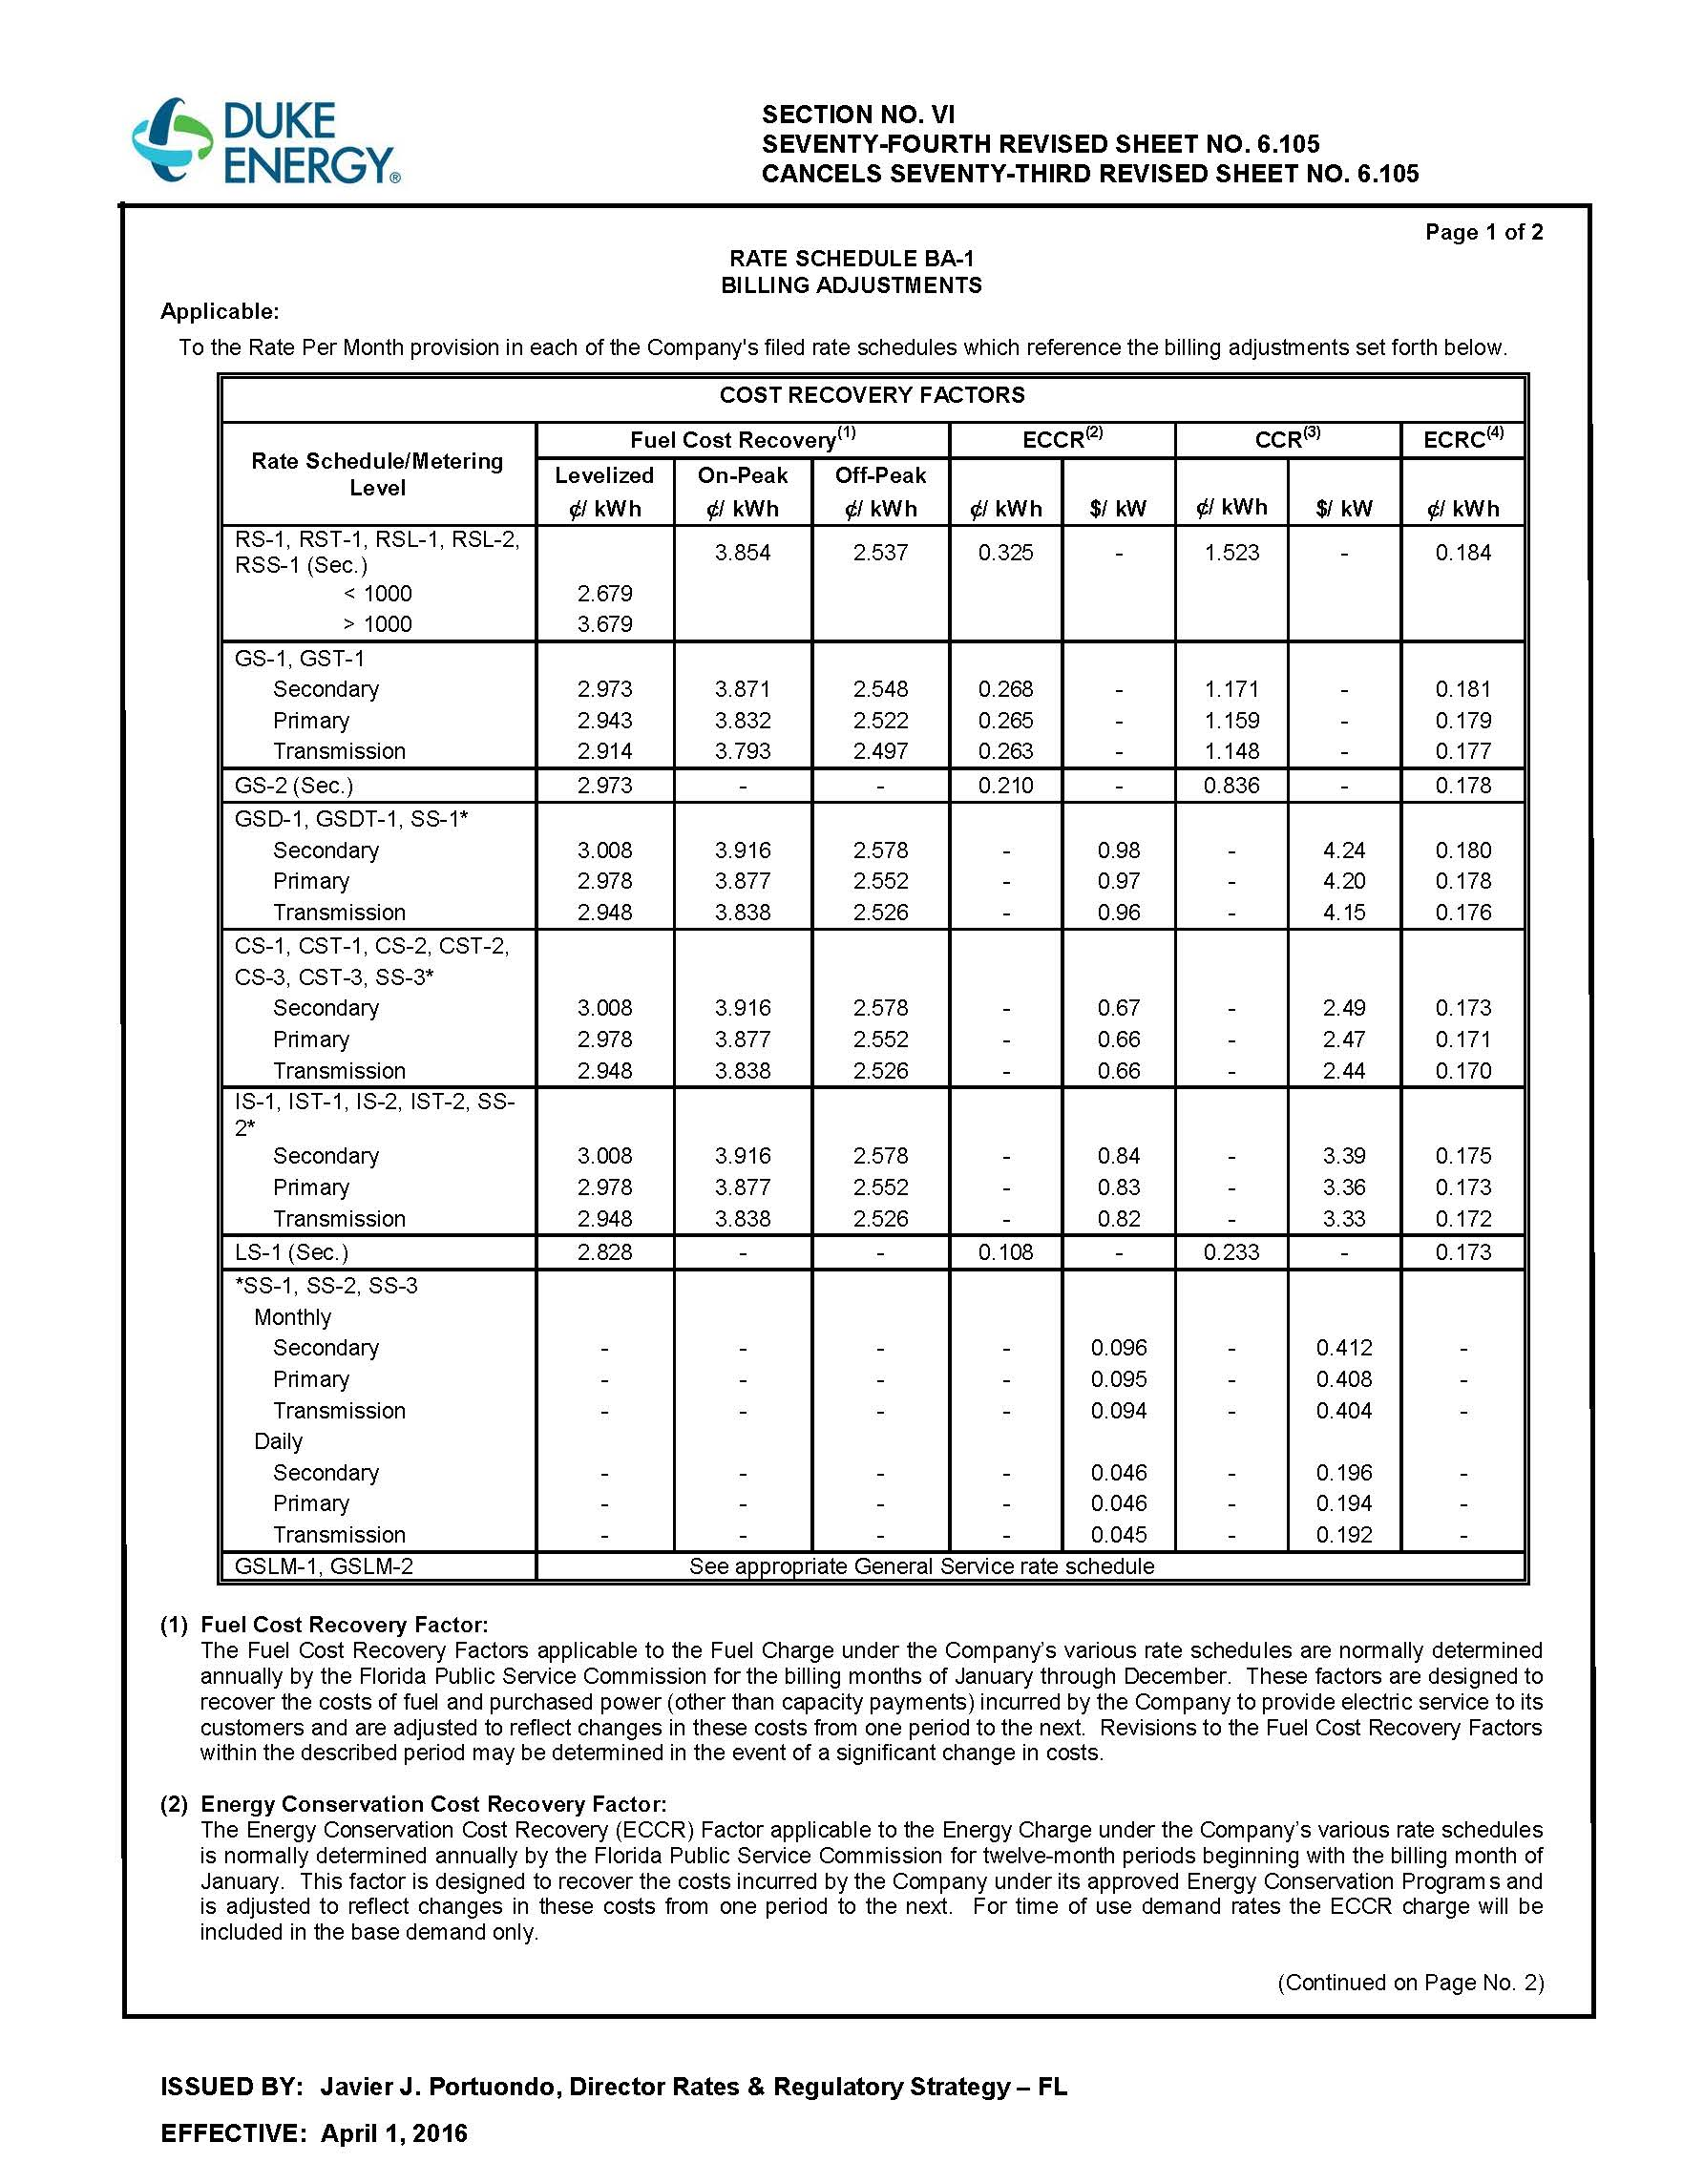 DUKE
ENERGY®
SECTION NO. VI
SEVENTY-FOURTH REVISED SHEET NO. 6.105
CANCELS SEVENTY-THIRD REVISED SHEET NO. 6.105
Page 1 of 2
RATE SCHEDULE BA-1
BILLING ADJUSTMENTS
Applicable:
To the Rate Per Month provision in each of the Company's filed rate schedules which reference the billing adjustments set forth below.
COST RECOVERY FACTORS
Rate Schedule/Metering Level
Fuel Cost Recovery(1) ECCR(2) CCR(3) ECRC(4)
Levelized On-Peak Off-Peak
¢/ kWh ¢/ kWh ¢/ kWh ¢/ kWh $/ kW ¢/ kWh $/ kW ¢/ kWh
RS-1, RST-1, RSL-1, RSL-2,
RSS-1 (Sec.) 3.854 2.537 0.325 - 1.523 - 0.184
< 1000 2.679
> 1000 3.679
GS-1, GST-1
Secondary 2.973 3.871 2.548 0.268 - 1.171 - 0.181
Primary 2.943 3.832 2.522 0.265 - 1.159 - 0.179
Transmission 2.914 3.793 2.497 0.263 - 1.148 - 0.177
GS-2 (Sec.) 2.973 - - 0.210 - 0.836 - 0.178
GSD-1, GSDT-1, SS-1*
Secondary 3.008 3.916 2.578 - 0.98 - 4.24 0.180
Primary 2.978 3.877 2.552 - 0.97 - 4.20 0.178
Transmission 2.948 3.838 2.526 - 0.96 - 4.15 0.176
CS-1, CST-1, CS-2, CST-2,
CS-3, CST-3, SS-3*
Secondary 3.008 3.916 2.578 - 0.67 - 2.49 0.173
Primary 2.978 3.877 2.552 - 0.66 - 2.47 0.171
Transmission 2.948 3.838 2.526 - 0.66 - 2.44 0.170
IS-1, IST-1, IS-2, IST-2, SS-
2*
Secondary 3.008 3.916 2.578 - 0.84 - 3.39 0.175
Primary 2.978 3.877 2.552 - 0.83 - 3.36 0.173
Transmission 2.948 3.838 2.526 - 0.82 - 3.33 0.172
LS-1 (Sec.) 2.828 - - 0.108 - 0.233 - 0.173
*SS-1, SS-2, SS-3
Monthly
Secondary - - - - 0.096 - 0.412 -
Primary - - - - 0.095 - 0.408 -
Transmission - - - - 0.094 - 0.404 -
Daily
Secondary - - - - 0.046 - 0.196 -
Primary - - - - 0.046 - 0.194 -
Transmission - - - - 0.045 - 0.192 -
GSLM-1, GSLM-2 See appropriate General Service rate schedule
(1) Fuel Cost Recovery Factor:
The Fuel Cost Recovery Factors applicable to the Fuel Charge under the Company's various rate schedules are normally determined
annually by the Florida Public Service Commission for the billing months of January through December. These factors are designed to
recover the costs of fuel and purchased power (other than capacity payments) incurred by the Company to provide electric service to its
customers and are adjusted to reflect changes in these costs from one period to the next. Revisions to the Fuel Cost Recovery Factors
within the described period may be determined in the event of a significant change in costs.
(2) Energy Conservation Cost Recovery Factor:
The Energy Conservation Cost Recovery (ECCR) Factor applicable to the Energy Charge under the Company's various rate schedules
is normally determined annually by the Florida Public Service Commission for twelve-month periods beginning with the billing month of
January. This factor is designed to recover the costs incurred by the Company under its approved Energy Conservation Programs and
is adjusted to reflect changes in these costs from one period to the next. For time of use demand rates the ECCR charge will be
included in the base demand only.
(Continued on Page No. 2)
ISSUED BY: Javier J. Portuondo, Director Rates & Regulatory Strategy – FL
EFFECTIVE: April 1, 2016